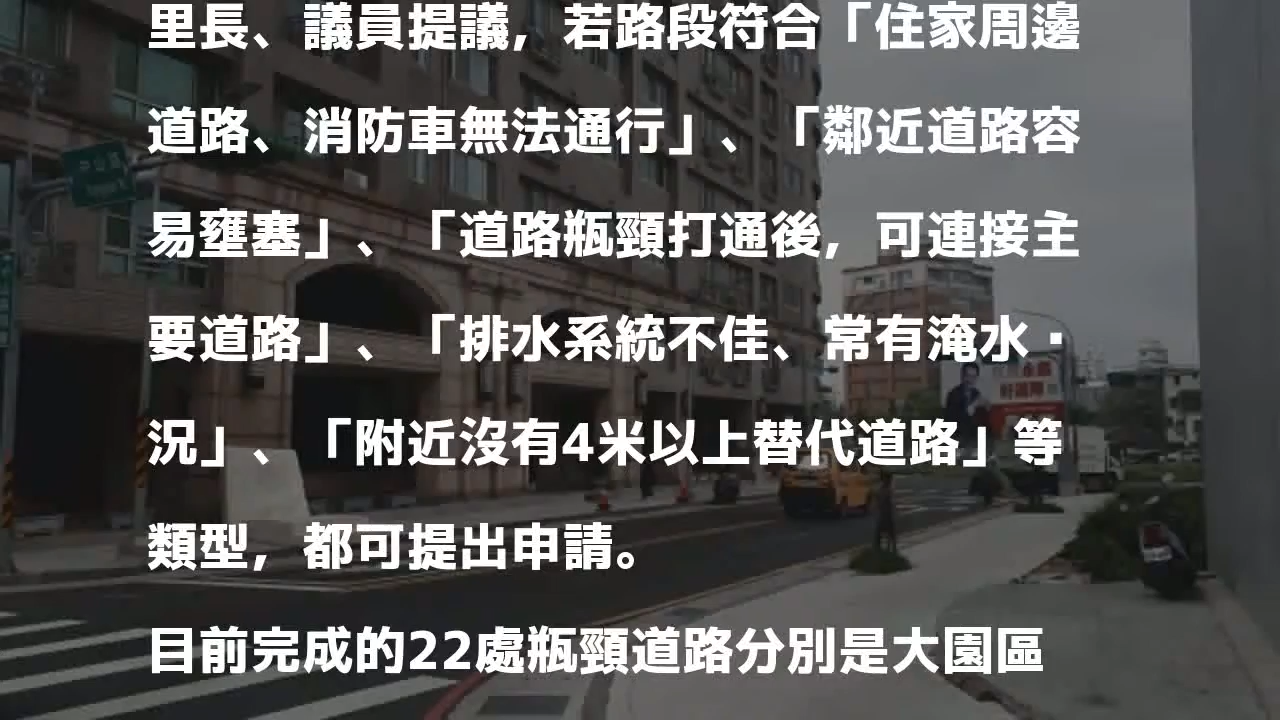 里長、議員提議，若路段符合「住家周邊
道路、消防車無法通行」、「鄰近道路容
易壅塞」、「道路瓶頸打通後，可連接主
要道路」、「排水系統不佳、常有淹水・
況」、「附近沒有4米以上替代道路」等
類型，都可提出申請。
目前完成的22處瓶頸道路分別是大園區